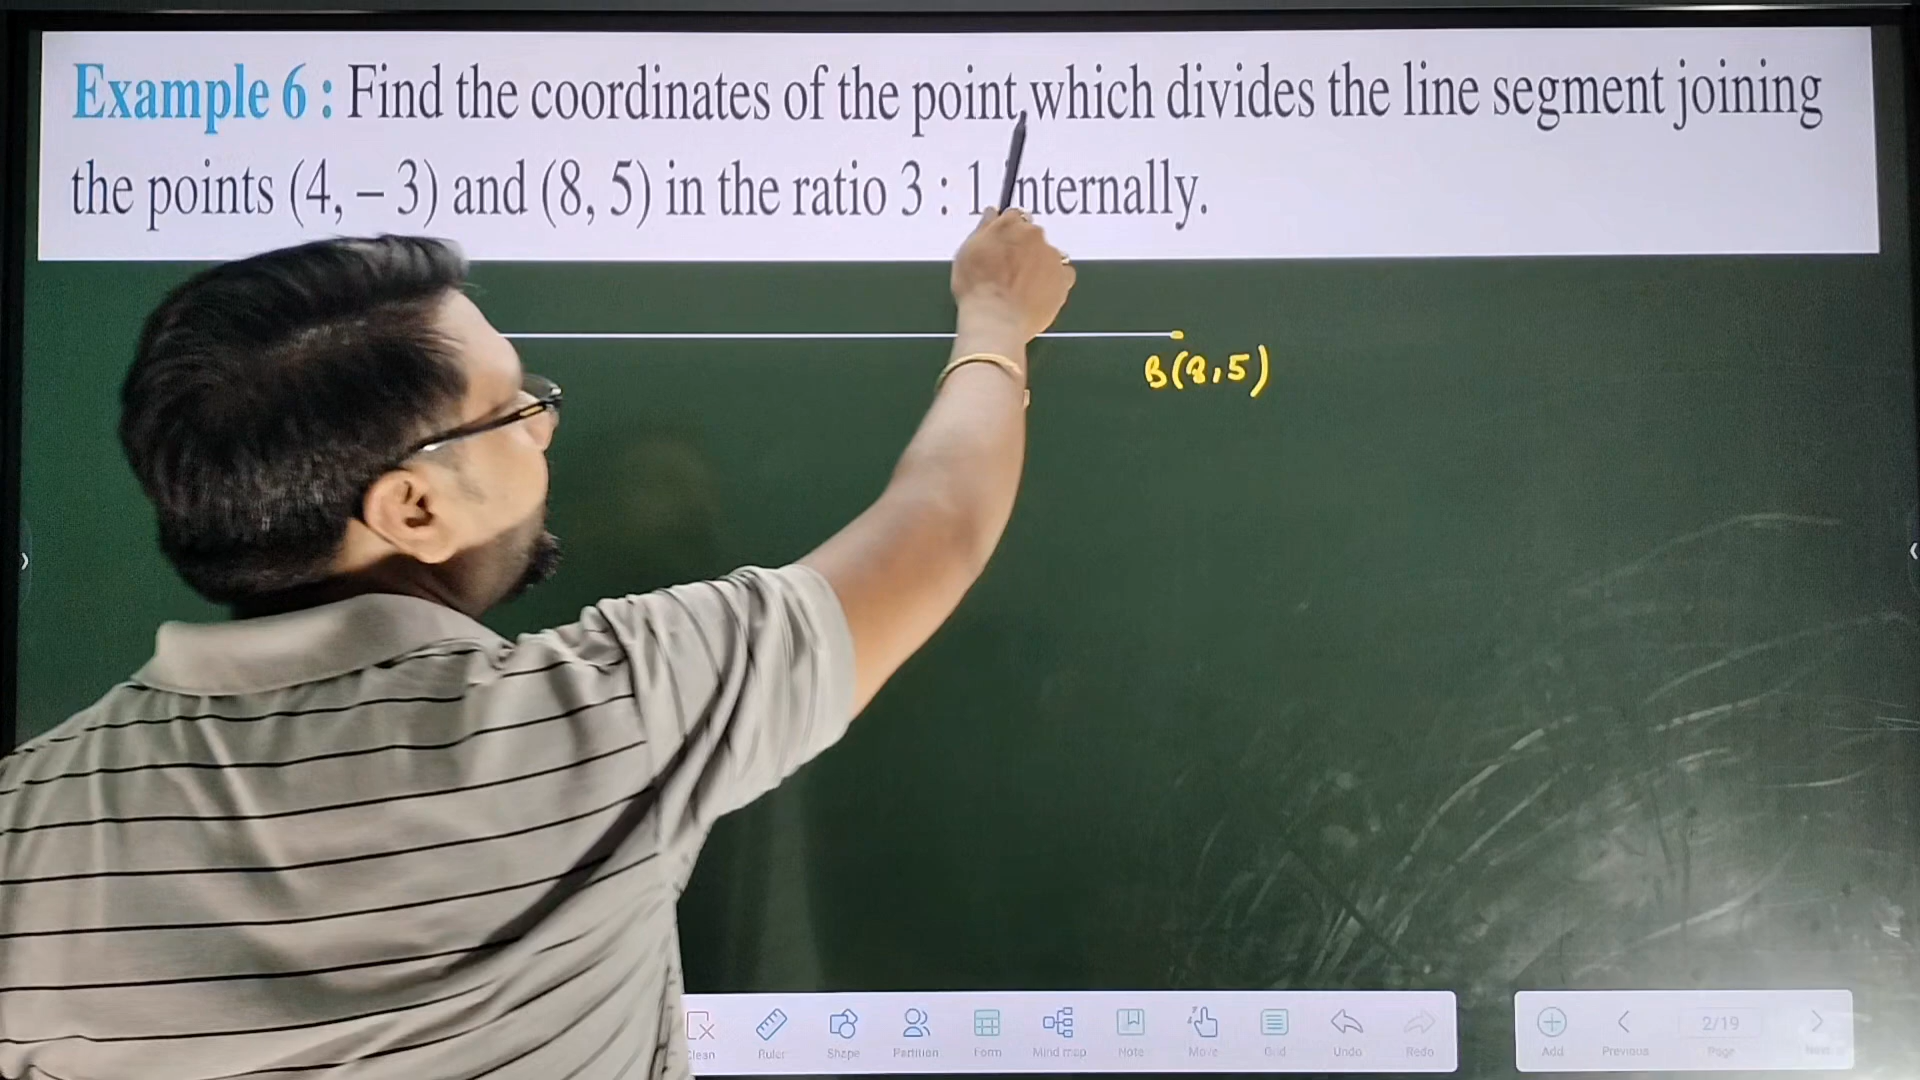 Example 6 : Find the coordinates of the point which divides the line segment joining
the points (4, – 3) and (8, 5) in the ratio 3 : 1 internally.
B(8,5)
Clean Ruler Shape Partition Form Mind map Note Move Grid Undo Redo Add Previous 2/19 Page Next